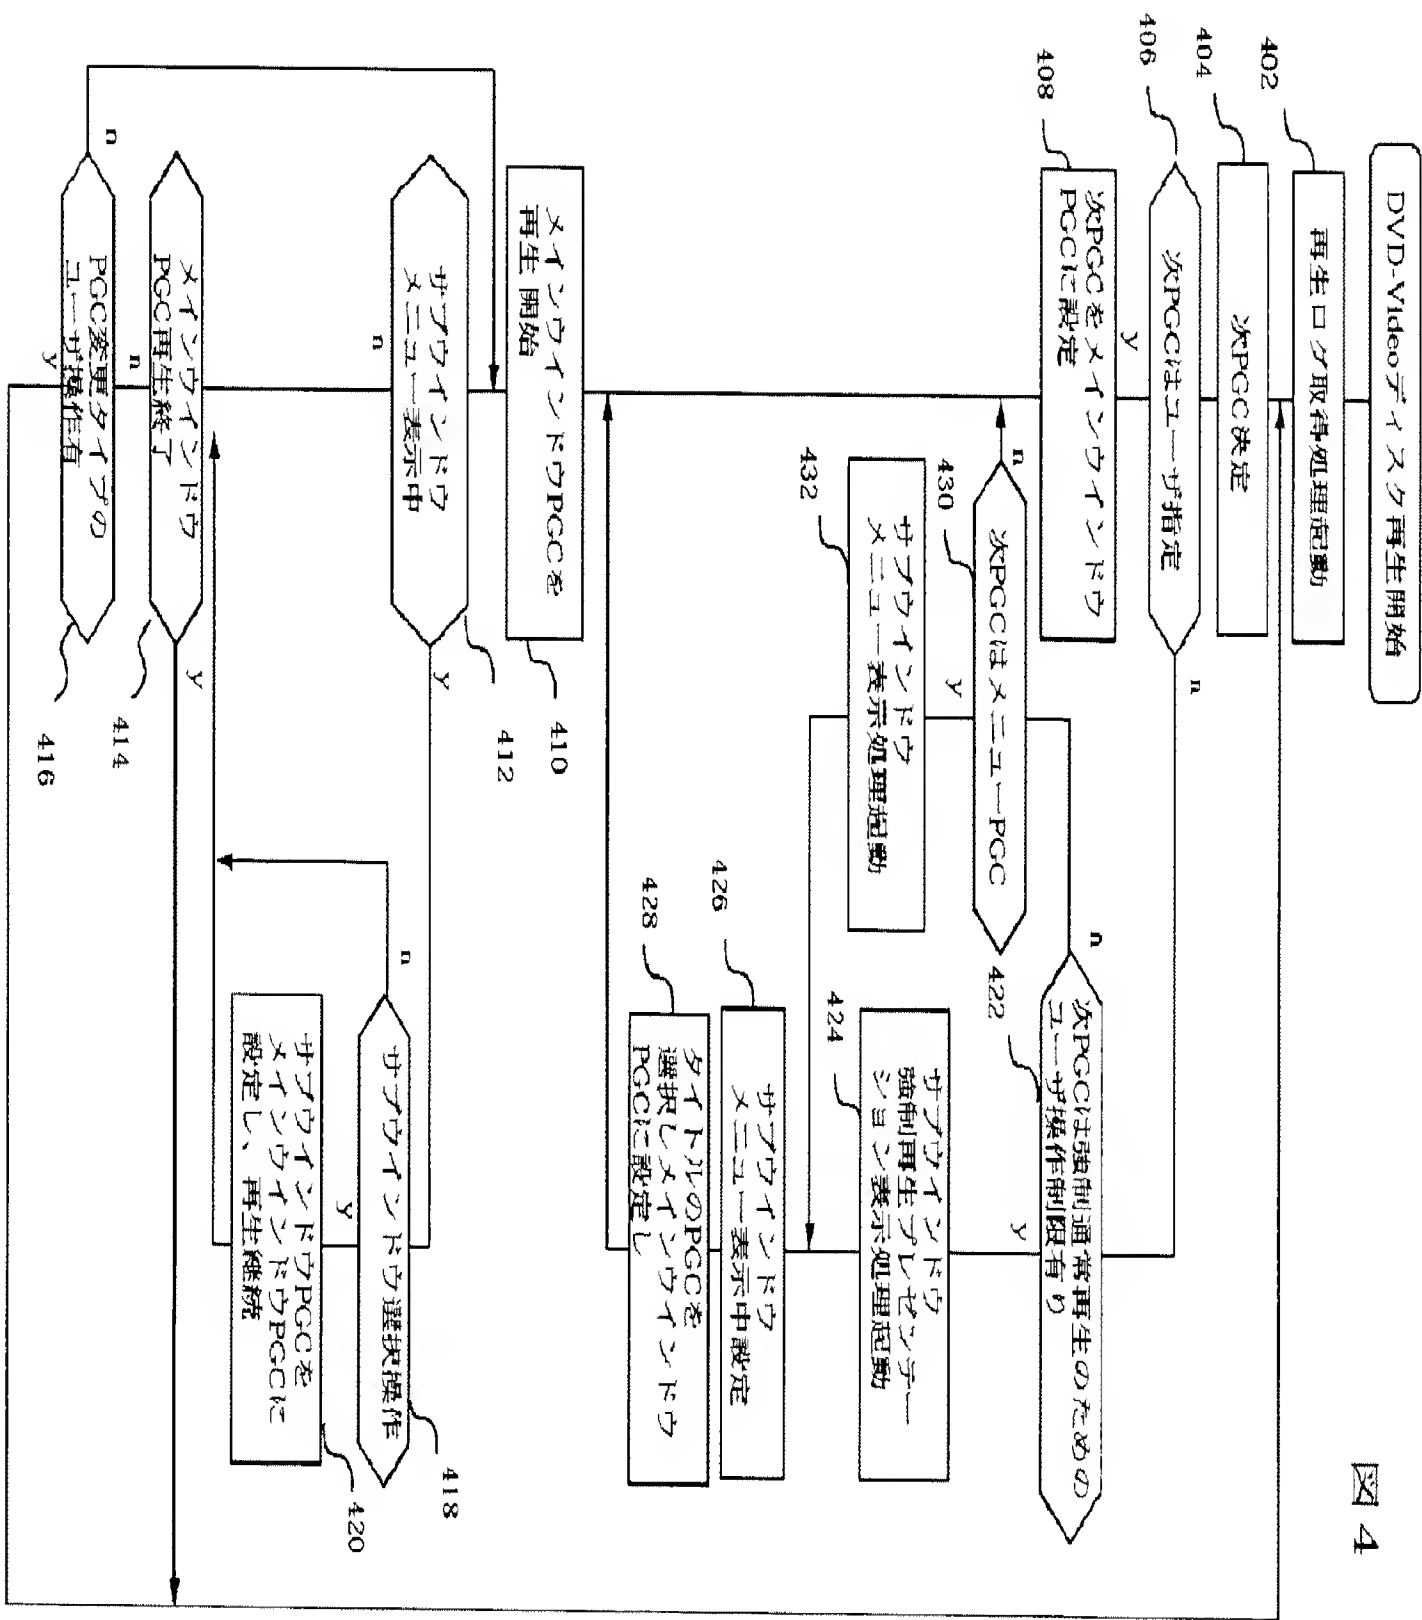 図4
DVD-Videoディスク再生開始
402
再生ログ取得処理起動
404
次PGC決定
406
次PGCはユーザ指定
n
y
408
次PGCをメインウインドウ
PGCに設定
422
次PGCは強制通常再生のための
ユーザ操作制限有り
n
y
430
次PGCはメニューPGC
n
y
424
サブウインドウ
強制再生プレゼンテー
ション表示処理起動
432
サブウインドウ
メニュー表示処理起動
426
サブウインドウ
メニュー表示中設定
428
タイトルのPGCを
選択しメインウインドウ
PGCに設定し
メインウインドウPGCを
再生開始
410
サブウインドウ
メニュー表示中
412
n
y
サブウインドウ選択操作
418
n
y
サブウインドウPGCを
メインウインドウPGCに
設定し、再生継続
420
メインウインドウ
PGC再生終了
414
y
n
PGC変更タイプの
ユーザ操作有
416
n
y